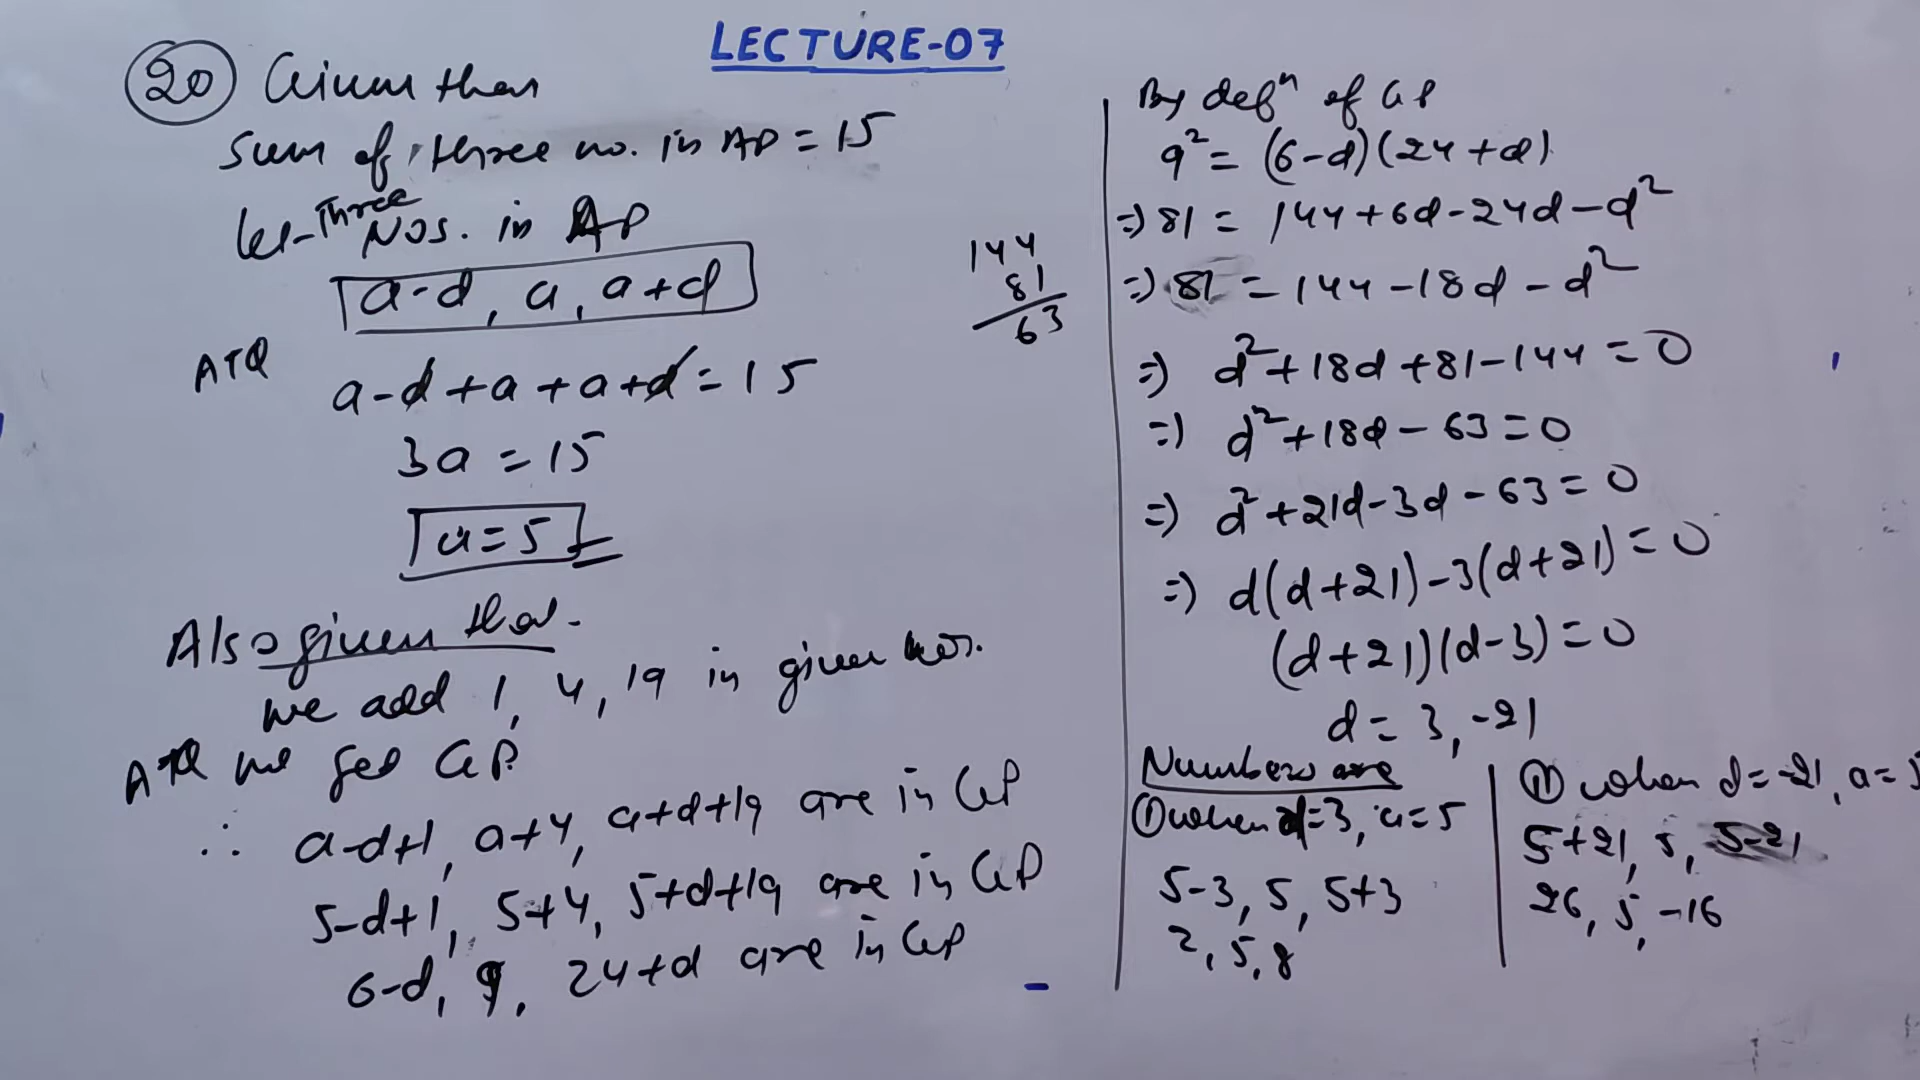 LECTURE-07
20 Given that
Sum of three no. in AP = 15
let Three Nos. in AP
a-d, a, a+d
ATQ
a-d+a+a+d=15
3a = 15
a=5
Also given that
we add 1, 4, 19 in given nos.
ATQ we get GP.
∴ a-d+1, a+4, a+d+19 are in GP
5-d+1, 5+4, 5+d+19 are in GP
6-d, 9, 24+d are in GP
144
81
63
By defⁿ of GP
9² = (6-d)(24+d)
=) 81 = 144+6d-24d-d²
=) 81 = 144-18d-d²
=) d²+18d+81-144=0
=) d²+18d-63=0
=) d²+21d-3d-63=0
=) d(d+21)-3(d+21)=0
(d+21)(d-3)=0
d = 3, -21
Numbers are
(I) when d=3, a=5
5-3, 5, 5+3
2, 5, 8
(II) when d=-21, a=5
5+21, 5, 5-21
26, 5, -16